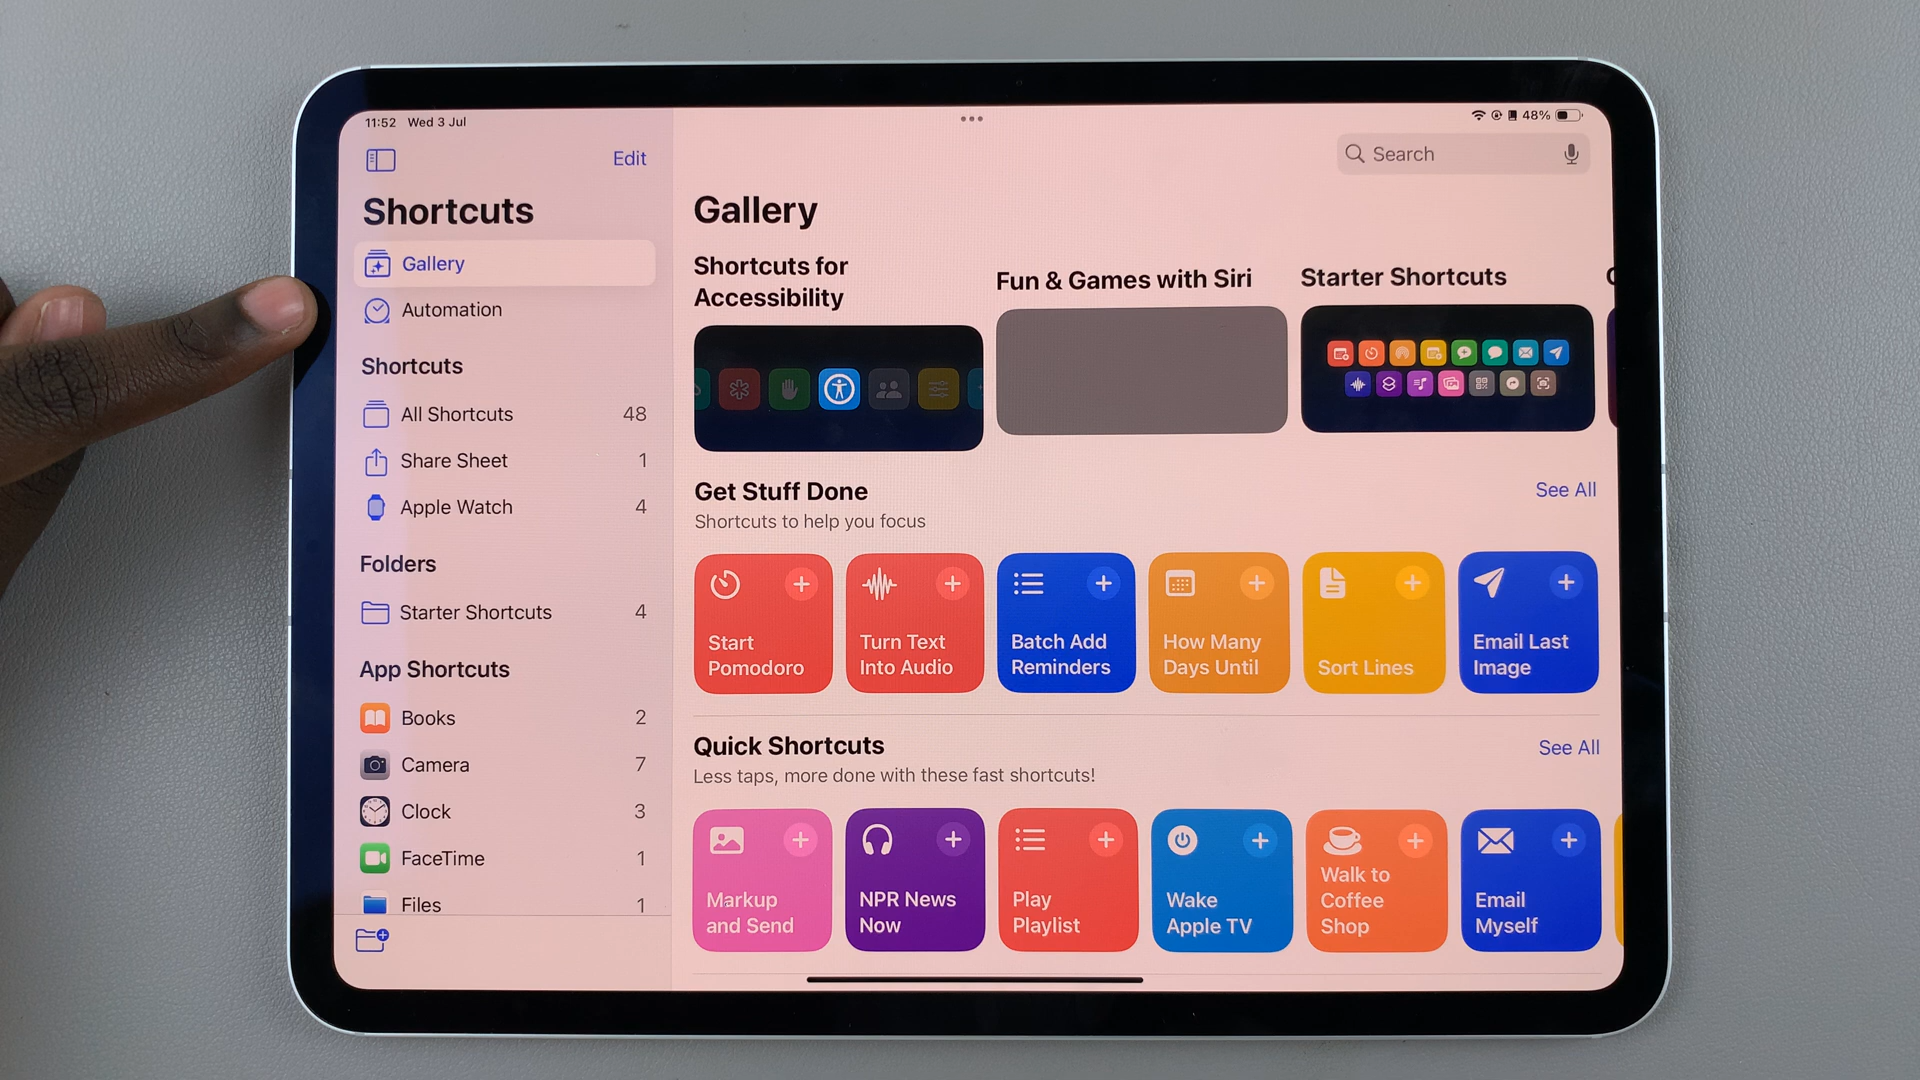 11:52 Wed 3 Jul
48%
Edit
Shortcuts
Gallery
Automation
Shortcuts
All Shortcuts 48
Share Sheet 1
Apple Watch 4
Folders
Starter Shortcuts 4
App Shortcuts
Books 2
Camera 7
Clock 3
FaceTime 1
Files 1
Search
Gallery
Shortcuts for
Accessibility
Fun & Games with Siri
Starter Shortcuts
Get Stuff Done
See All
Shortcuts to help you focus
Start
Pomodoro
Turn Text
Into Audio
Batch Add
Reminders
How Many
Days Until
Sort Lines
Email Last
Image
Quick Shortcuts
See All
Less taps, more done with these fast shortcuts!
Markup
and Send
NPR News
Now
Play
Playlist
Wake
Apple TV
Walk to
Coffee
Shop
Email
Myself